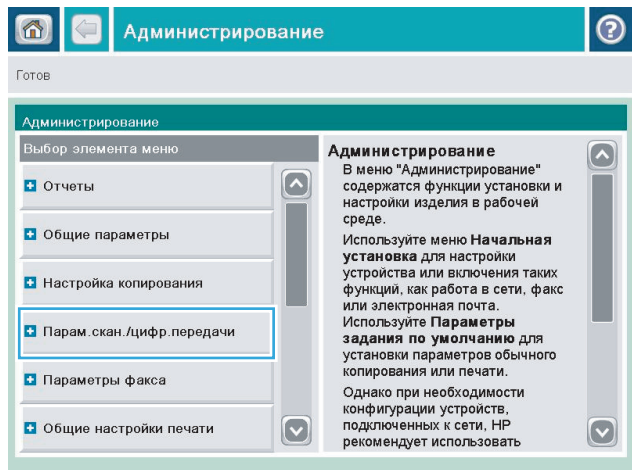 Администрирование
?
Готов
Администрирование
Выбор элемента меню
Отчеты
Общие параметры
Настройка копирования
Парам.скан./цифр.передачи
Параметры факса
Общие настройки печати
Администрирование
В меню "Администрирование"
содержатся функции установки и
настройки изделия в рабочей
среде.
Используйте меню Начальная
установка для настройки
устройства или включения таких
функций, как работа в сети, факс
или электронная почта.
Используйте Параметры
задания по умолчанию для
установки параметров обычного
копирования или печати.
Однако при необходимости
конфигурации устройств,
подключенных к сети, HP
рекомендует использовать